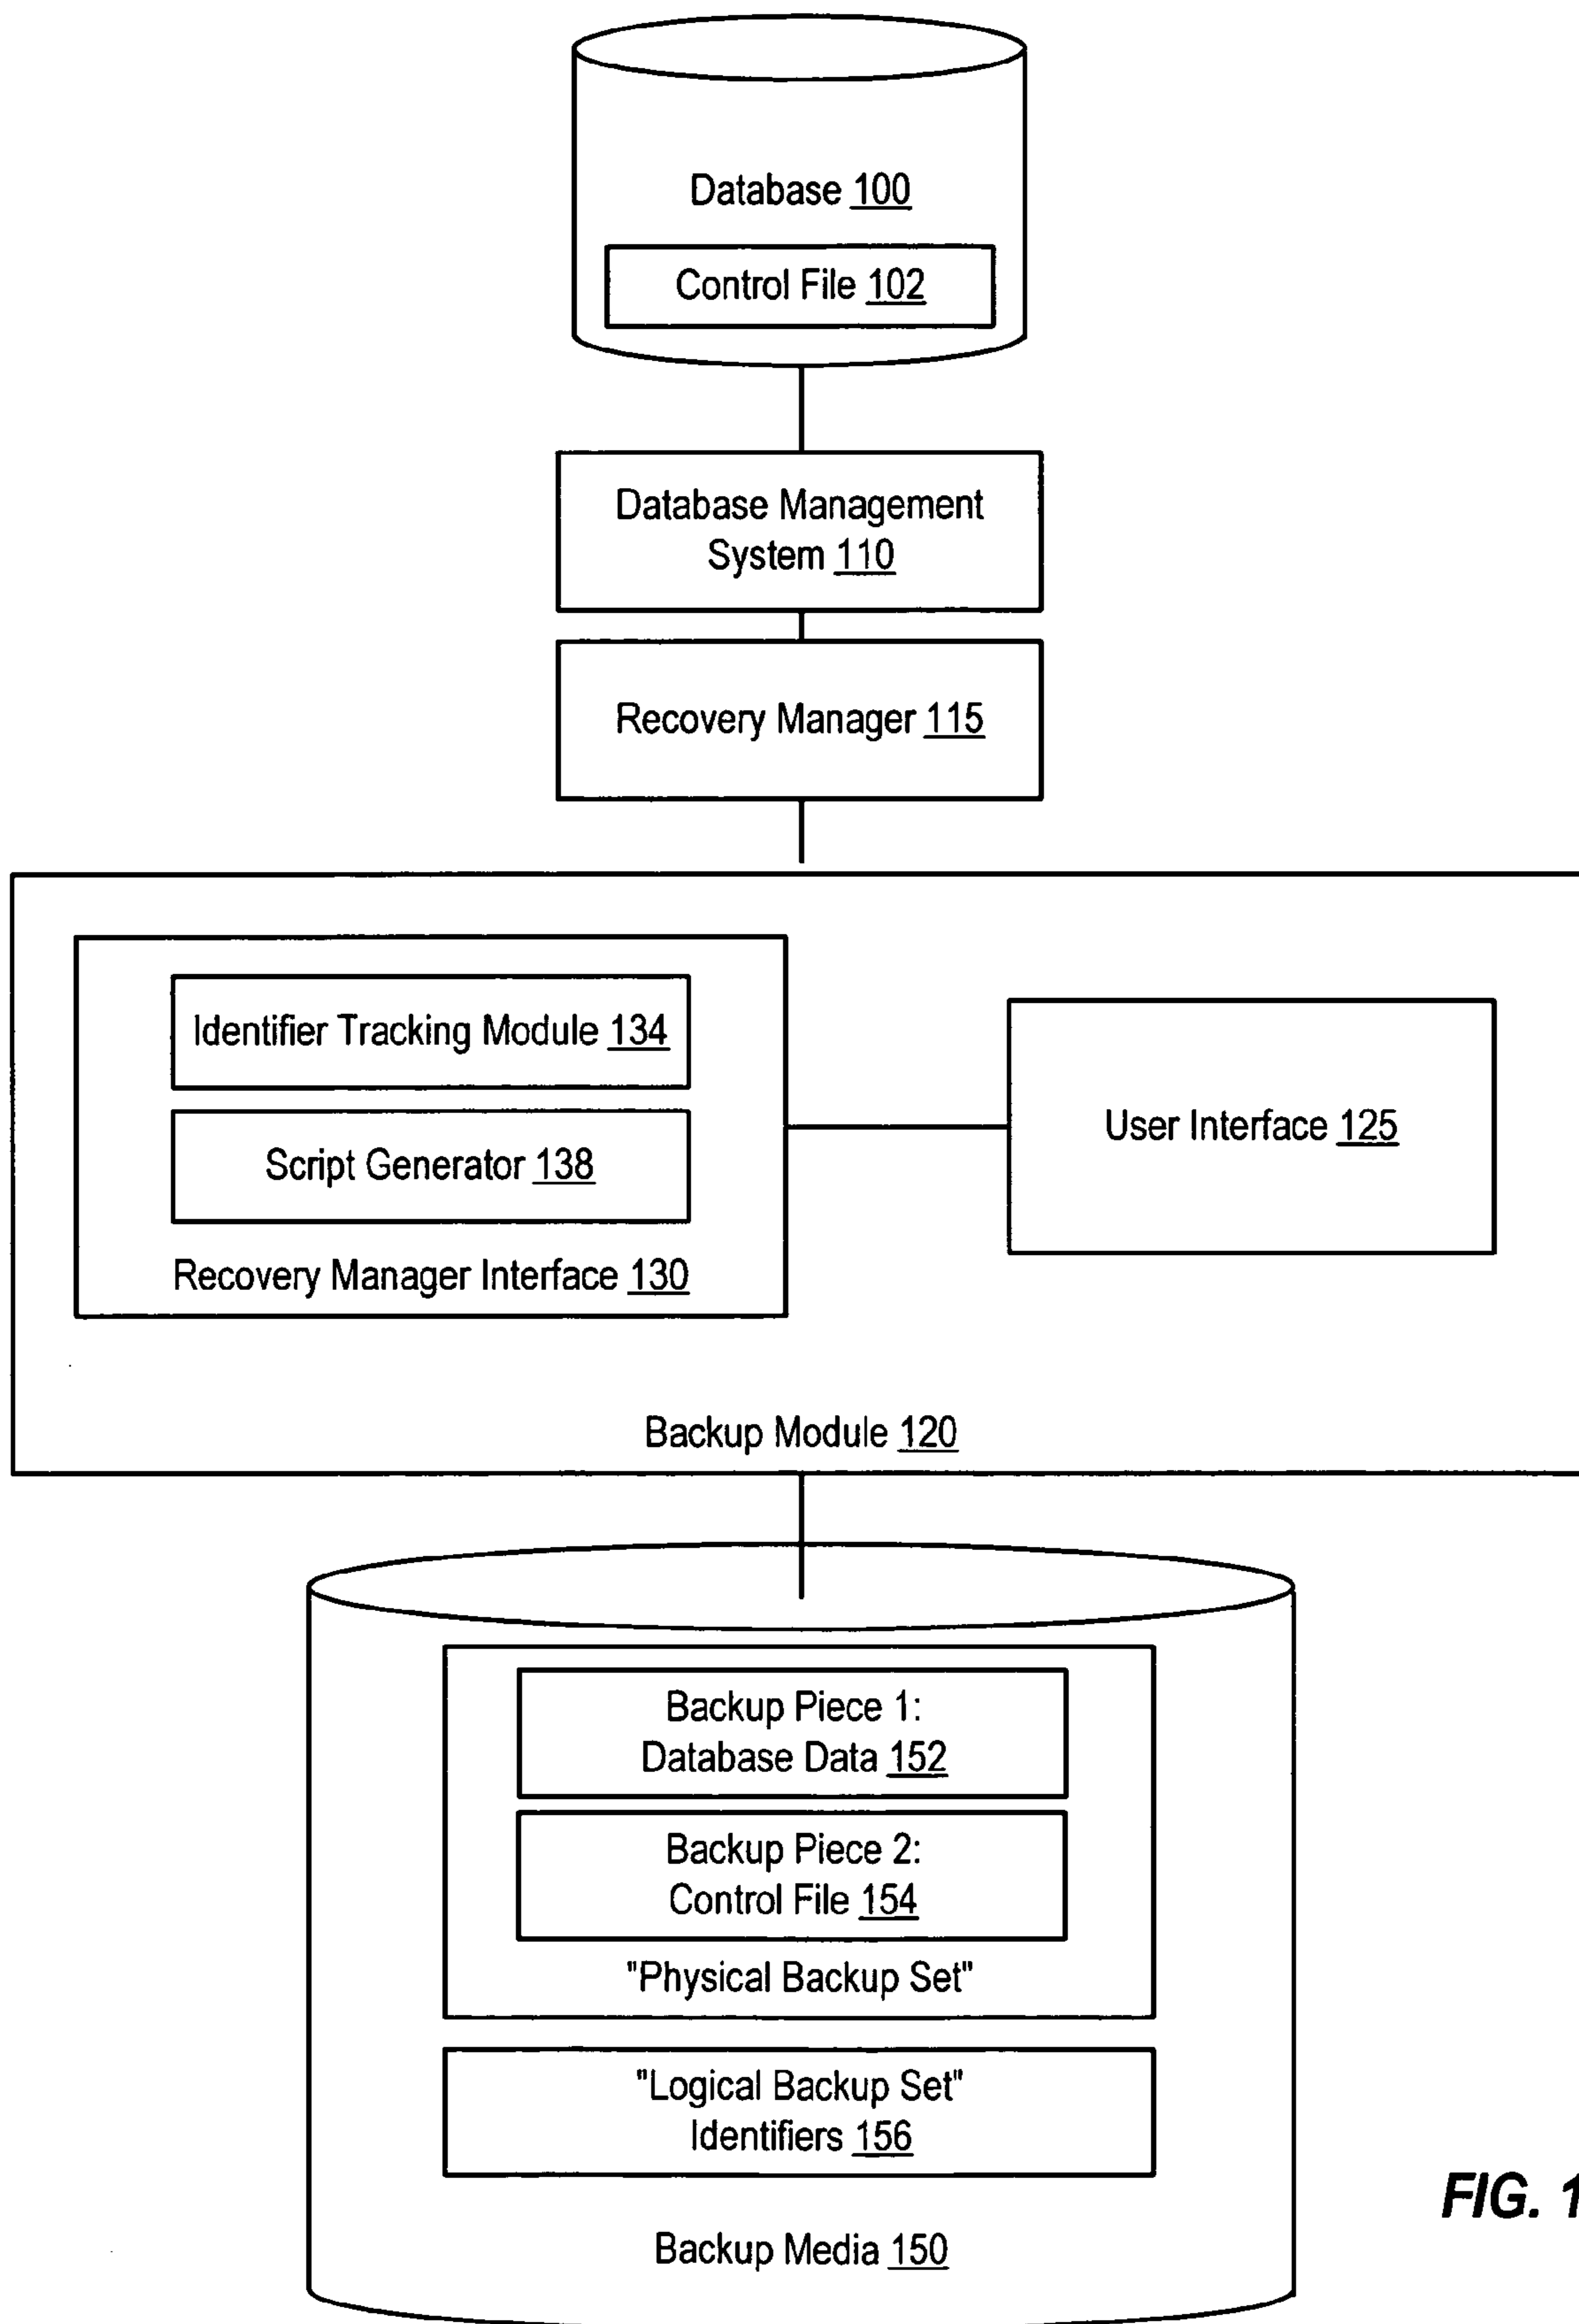 Database 100
Control File 102
Database Management
System 110
Recovery Manager 115
Identifier Tracking Module 134
Script Generator 138
Recovery Manager Interface 130
User Interface 125
Backup Module 120
Backup Piece 1:
Database Data 152
Backup Piece 2:
Control File 154
"Physical Backup Set"
"Logical Backup Set"
Identifiers 156
Backup Media 150
FIG. 1